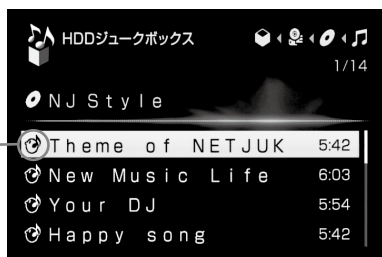 HDDジュークボックス
1/14
NJ Style
Theme of NETJUK 5:42
New Music Life 6:03
Your DJ 5:54
Happy song 5:42